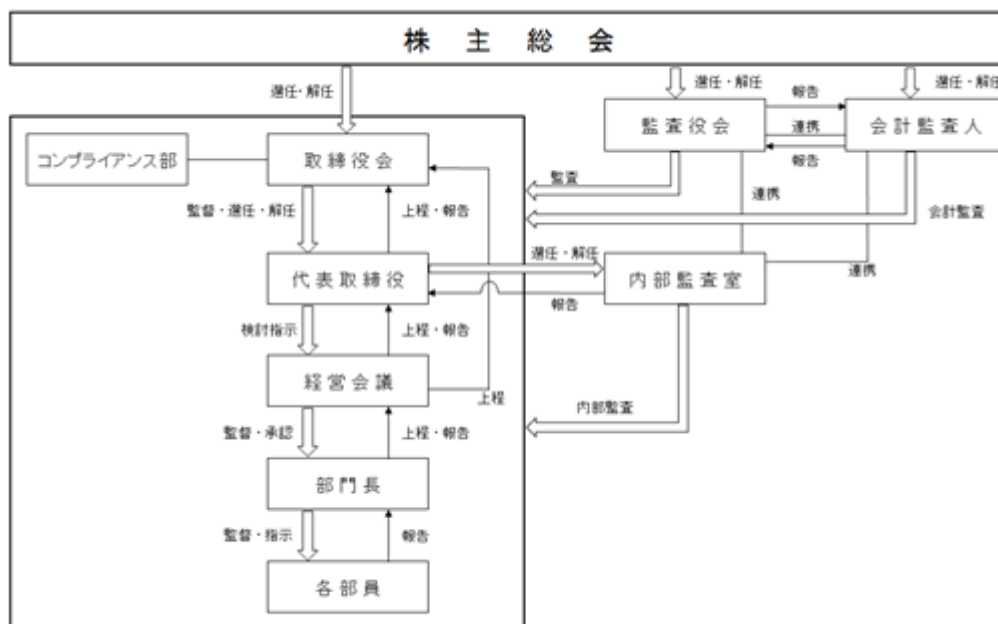 株主総会
選任・解任
選任・解任
選任・解任
監査役会
報告
連携
報告
会計監査人
コンプライアンス部
取締役会
監査
連携
会計監査
監督・選任・解任
上程・報告
選任・解任
代表取締役
内部監査室
連携
報告
検討指示
上程・報告
経営会議
上程
内部監査
監督・承認
上程・報告
部門長
監督・指示
報告
各部員